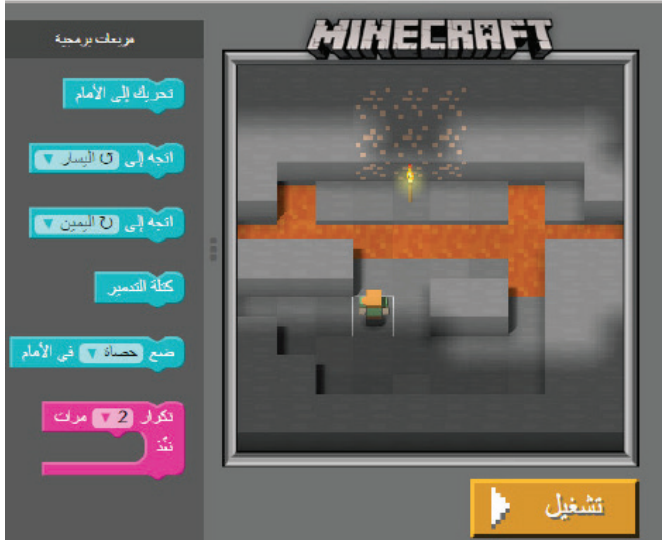 مربعات برمجية
MINECRAFT
تحريك إلى الأمام
اتجه إلى ↺ اليسار ▼
اتجه إلى ↻ اليمين ▼
كتلة التدمير
ضع حصاة ▼ في الأمام
تكرار 2 ▼ مرات
نفّذ
تشغيل